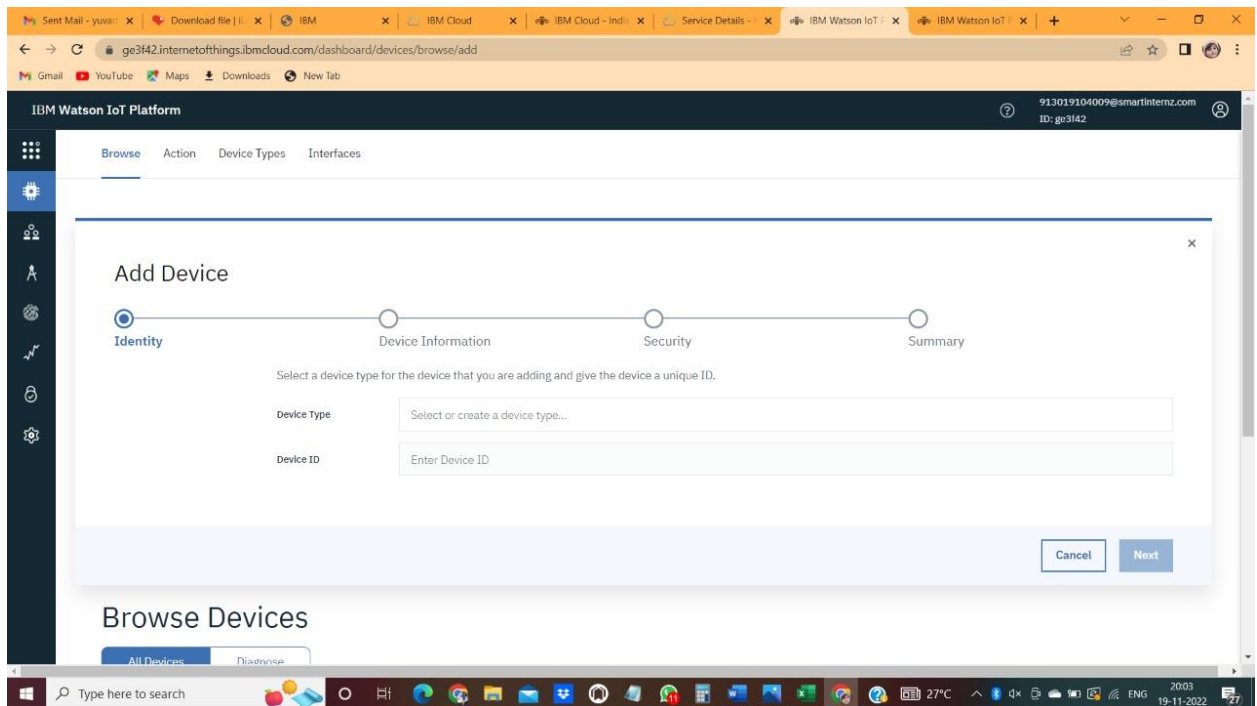 Sent Mail - yuvac
Download file | iL
IBM
IBM Cloud
IBM Cloud - India
Service Details -
IBM Watson IoT P
IBM Watson IoT P
ge3f42.internetofthings.ibmcloud.com/dashboard/devices/browse/add
Gmail YouTube Maps Downloads New Tab
IBM Watson IoT Platform
913019104009@smartinternz.com
ID: ge3f42
Browse Action Device Types Interfaces
Add Device
Identity Device Information Security Summary
Select a device type for the device that you are adding and give the device a unique ID.
Device Type Select or create a device type...
Device ID Enter Device ID
Cancel Next
Browse Devices
All Devices Diagnose
Type here to search
11
27°C
ENG
20:03
19-11-2022
27